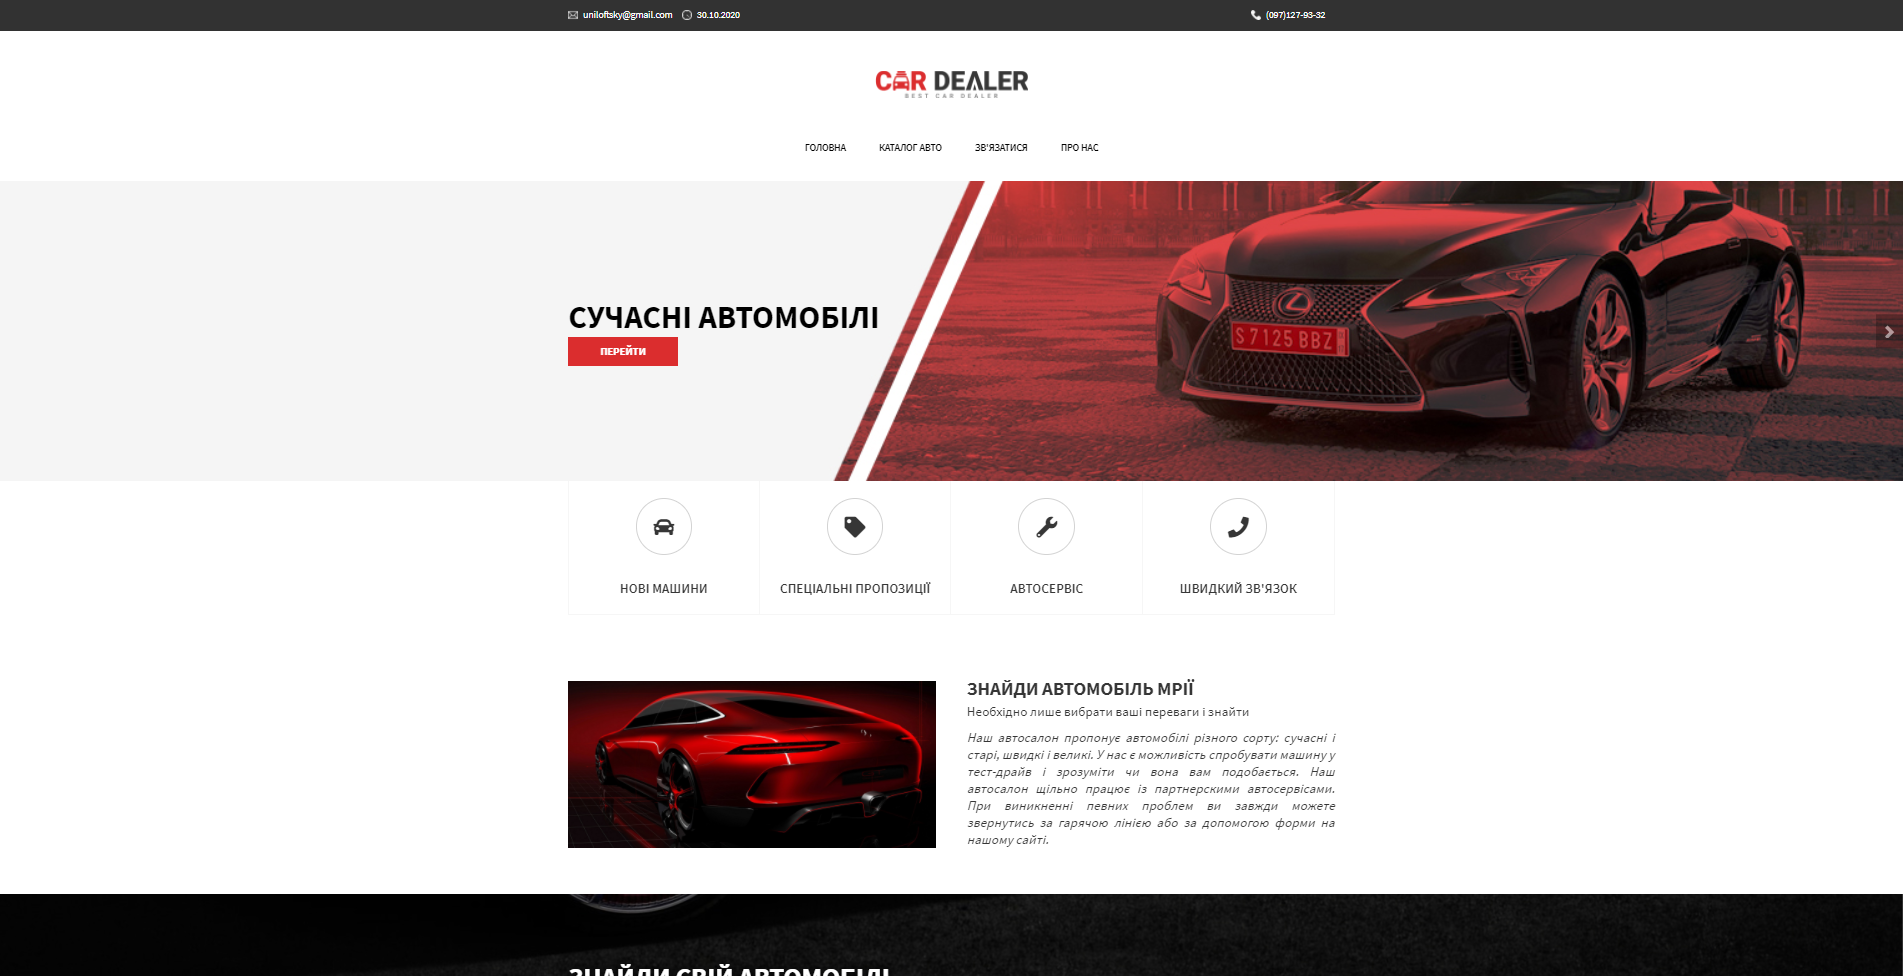 uniloftsky@gmail.com 30.10.2020 (097)127-93-32
CAR DEALER
BEST CAR DEALER
ГОЛОВНА КАТАЛОГ АВТО ЗВ'ЯЗАТИСЯ ПРО НАС
СУЧАСНІ АВТОМОБІЛІ
ПЕРЕЙТИ
S 7125 BBZ
НОВІ МАШИНИ СПЕЦІАЛЬНІ ПРОПОЗИЦІЇ АВТОСЕРВІС ШВИДКИЙ ЗВ'ЯЗОК
ЗНАЙДИ АВТОМОБІЛЬ МРІЇ
Необхідно лише вибрати ваші переваги і знайти
Наш автосалон пропонує автомобілі різного сорту: сучасні і
старі, швидкі і великі. У нас є можливість спробувати машину у
тест-драйв і зрозуміти чи вона вам подобається. Наш
автосалон щільно працює із партнерскими автосервісами.
При виникненні певних проблем ви завжди можете
звернутись за гарячою лінією або за допомогою форми на
нашому сайті.
ЗНАЙДИ СВІЙ АВТОМОБІЛЬ